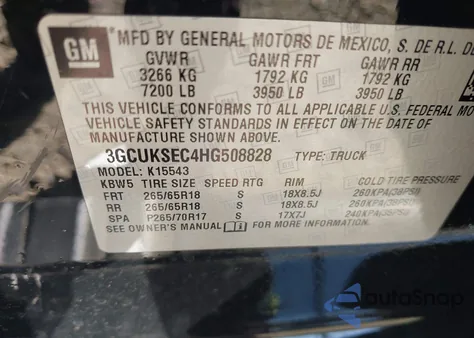 GM MFD BY GENERAL MOTORS DE MEXICO, S. DE R.L. DE
GVWR GAWR FRT GAWR RR
3266 KG 1792 KG 1792 KG
7200 LB 3950 LB 3950 LB
THIS VEHICLE CONFORMS TO ALL APPLICABLE U.S. FEDERAL
VEHICLE SAFETY STANDARDS IN EFFECT ON THE DATE OF
MANUFACTURE SHOWN ABOVE.
3GCUKSEC4HG508828 TYPE: TRUCK
MODEL: K15543
KBW5 TIRE SIZE SPEED RTG RIM COLD TIRE PRESSURE
FRT 265/65R18 S 18X8.5J 260KPA(38PSI)
RR 265/65R18 S 18X8.5J 260KPA(38PSI)
SPA P265/70R17 S 17X7J 240KPA(35PSI)
SEE OWNER'S MANUAL FOR MORE INFORMATION
autoSnap